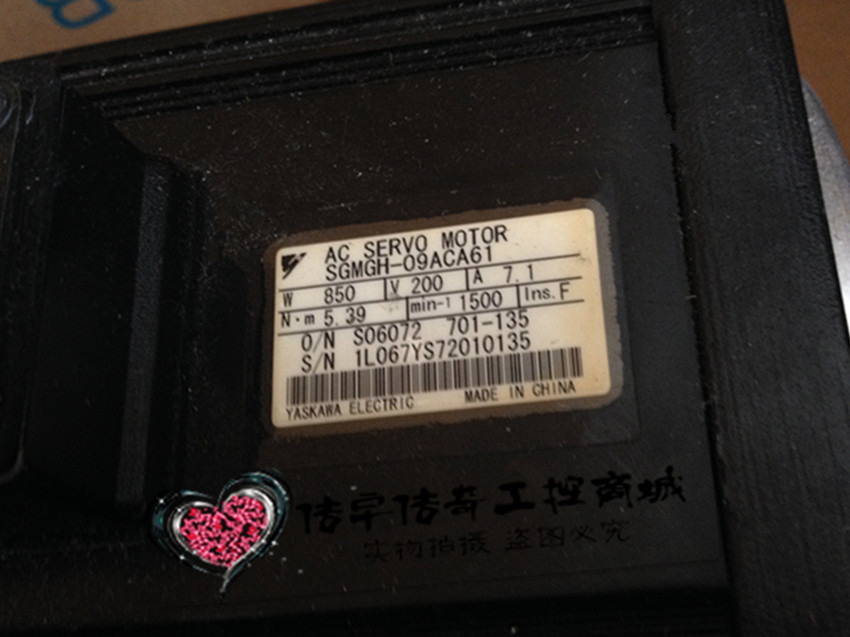 AC SERVO MOTOR
SGMGH-09ACA61
W 850 V 200 A 7.1
N·m 5.39 min-1 1500 Ins.F
O/N S06072 701-135
S/N 1L067YS72010135
YASKAWA ELECTRIC MADE IN CHINA
传奇工控商城
实物拍摄 盗图必究